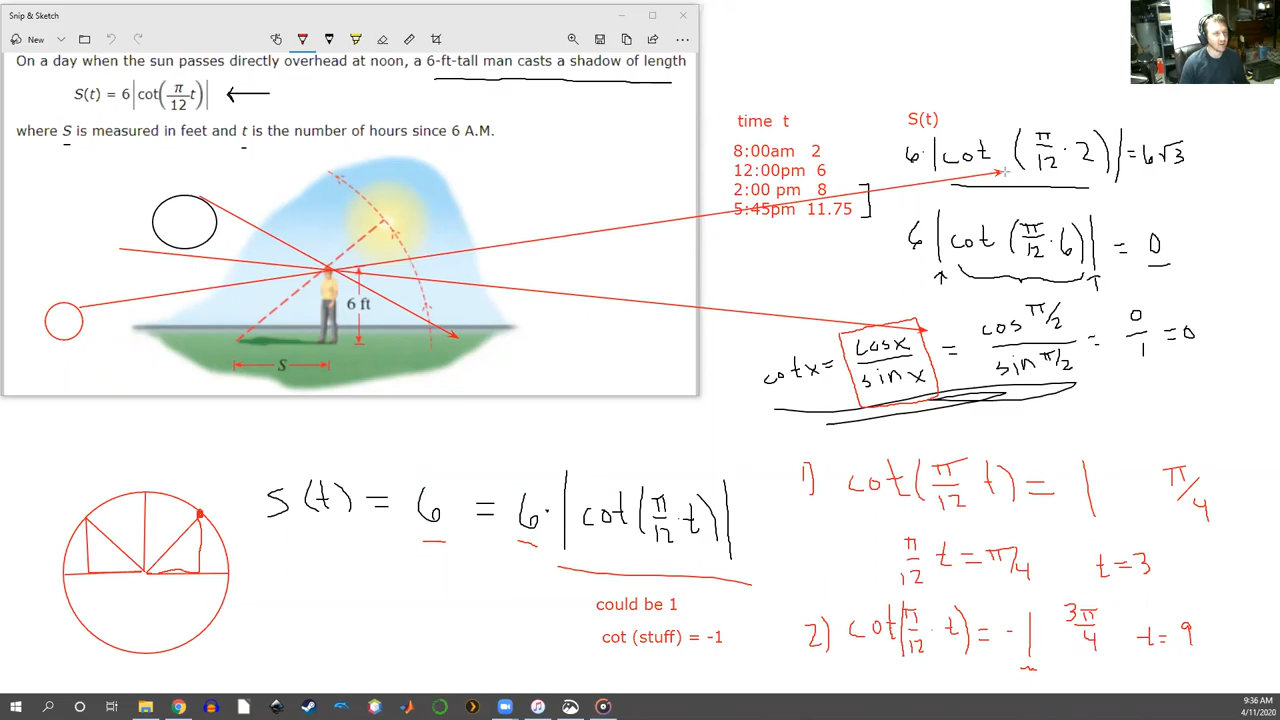 Snip & Sketch
New
On a day when the sun passes directly overhead at noon, a 6-ft-tall man casts a shadow of length
S(t) = 6|cot(π/12 t)|
where S is measured in feet and t is the number of hours since 6 A.M.
6 ft
S
time t S(t)
8:00am 2
12:00pm 6
2:00 pm 8
5:45pm 11.75
6·|cot(π/12·2)|=6√3
6|cot(π/12·6)| = 0
cotx = cosx/sinx = cos π/2/sin π/2 = 0/1 = 0
S(t) = 6 = 6·|cot(π/12·t)|
could be 1
cot (stuff) = -1
1) cot(π/12 t) = 1 π/4
π/12 t = π/4 t=3
2) cot(π/12·t) = -1 3π/4 t=9
9:36 AM
4/11/2020